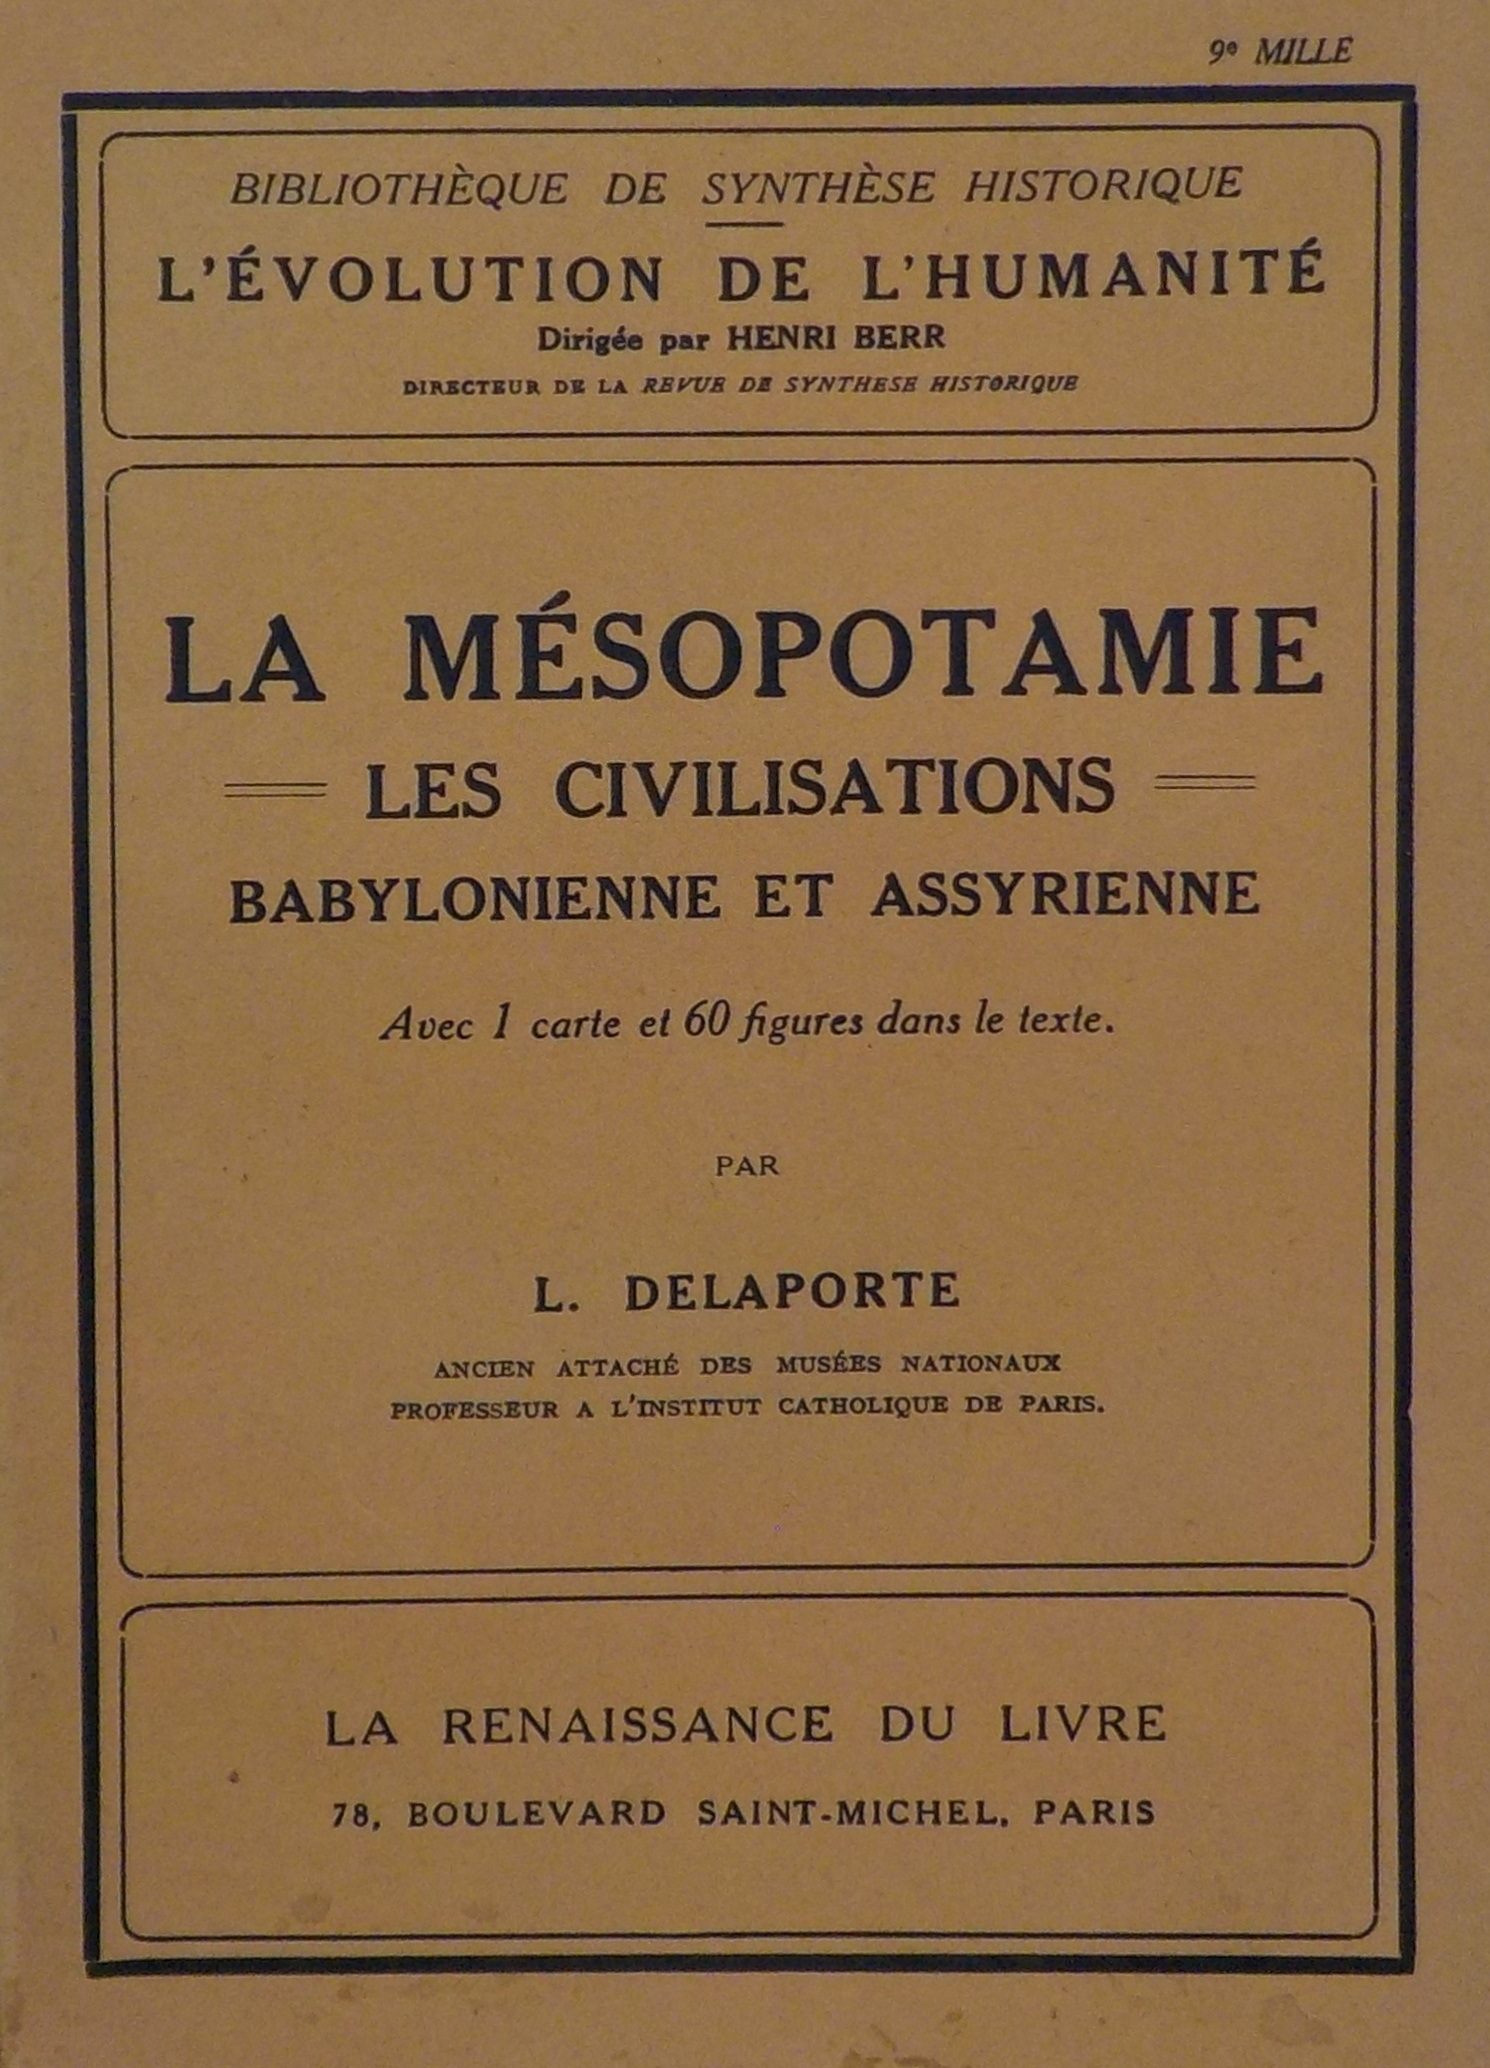 9e MILLE
BIBLIOTHÈQUE DE SYNTHÈSE HISTORIQUE
L'ÉVOLUTION DE L'HUMANITÉ
Dirigée par HENRI BERR
DIRECTEUR DE LA REVUE DE SYNTHESE HISTORIQUE
LA MÉSOPOTAMIE
LES CIVILISATIONS
BABYLONIENNE ET ASSYRIENNE
Avec 1 carte et 60 figures dans le texte.
PAR
L. DELAPORTE
ANCIEN ATTACHÉ DES MUSÉES NATIONAUX
PROFESSEUR A L'INSTITUT CATHOLIQUE DE PARIS.
LA RENAISSANCE DU LIVRE
78, BOULEVARD SAINT-MICHEL, PARIS